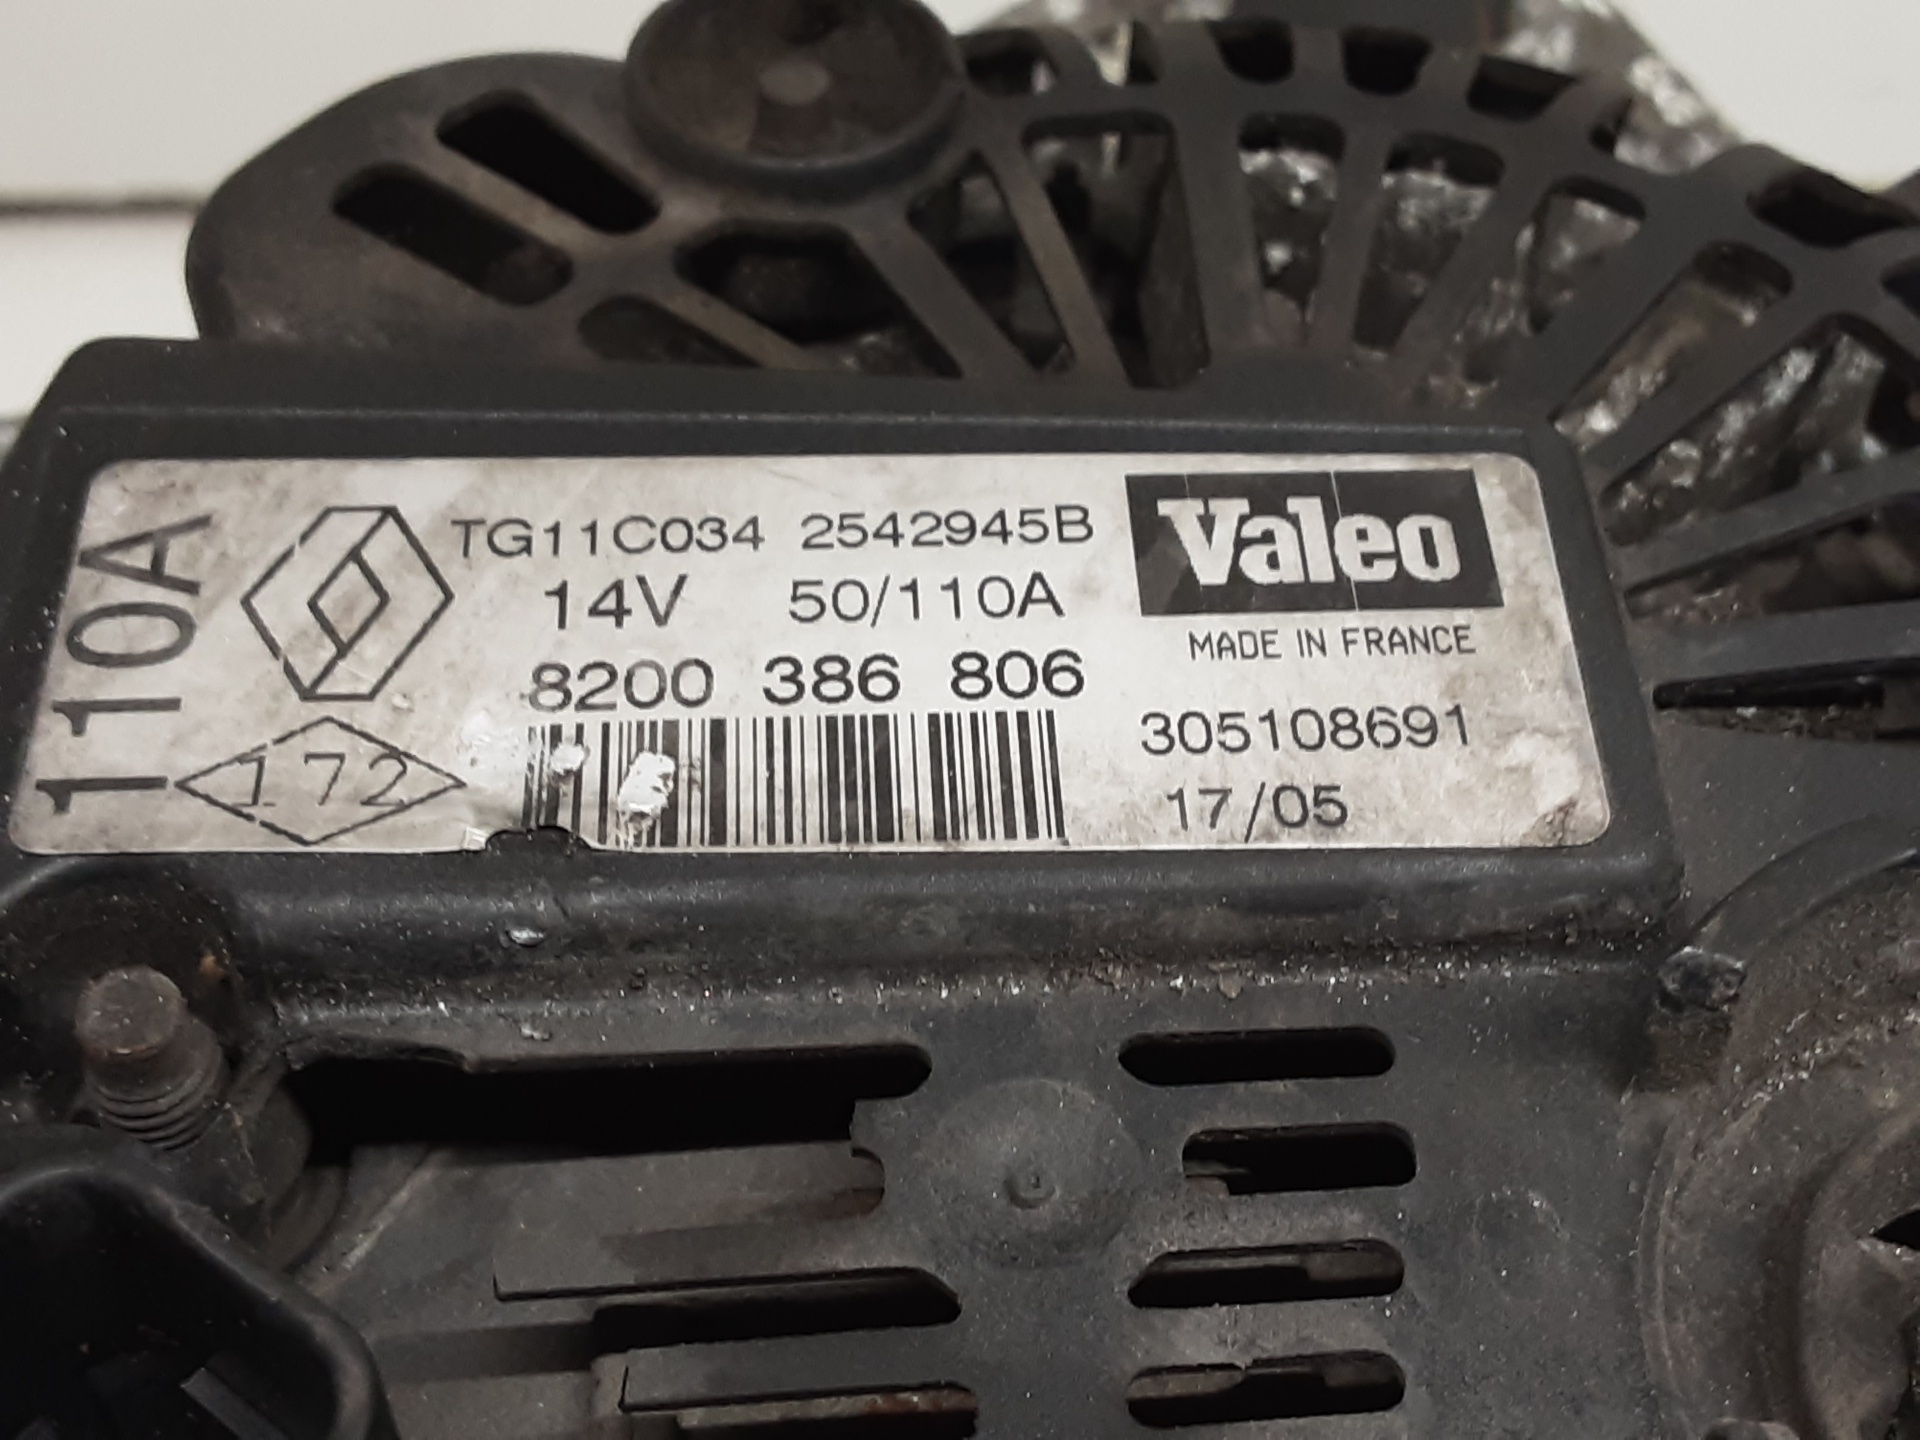 110A
TG11C034 2542945B
14V 50/110A
8200 386 806
172
Valeo
MADE IN FRANCE
305108691
17/05